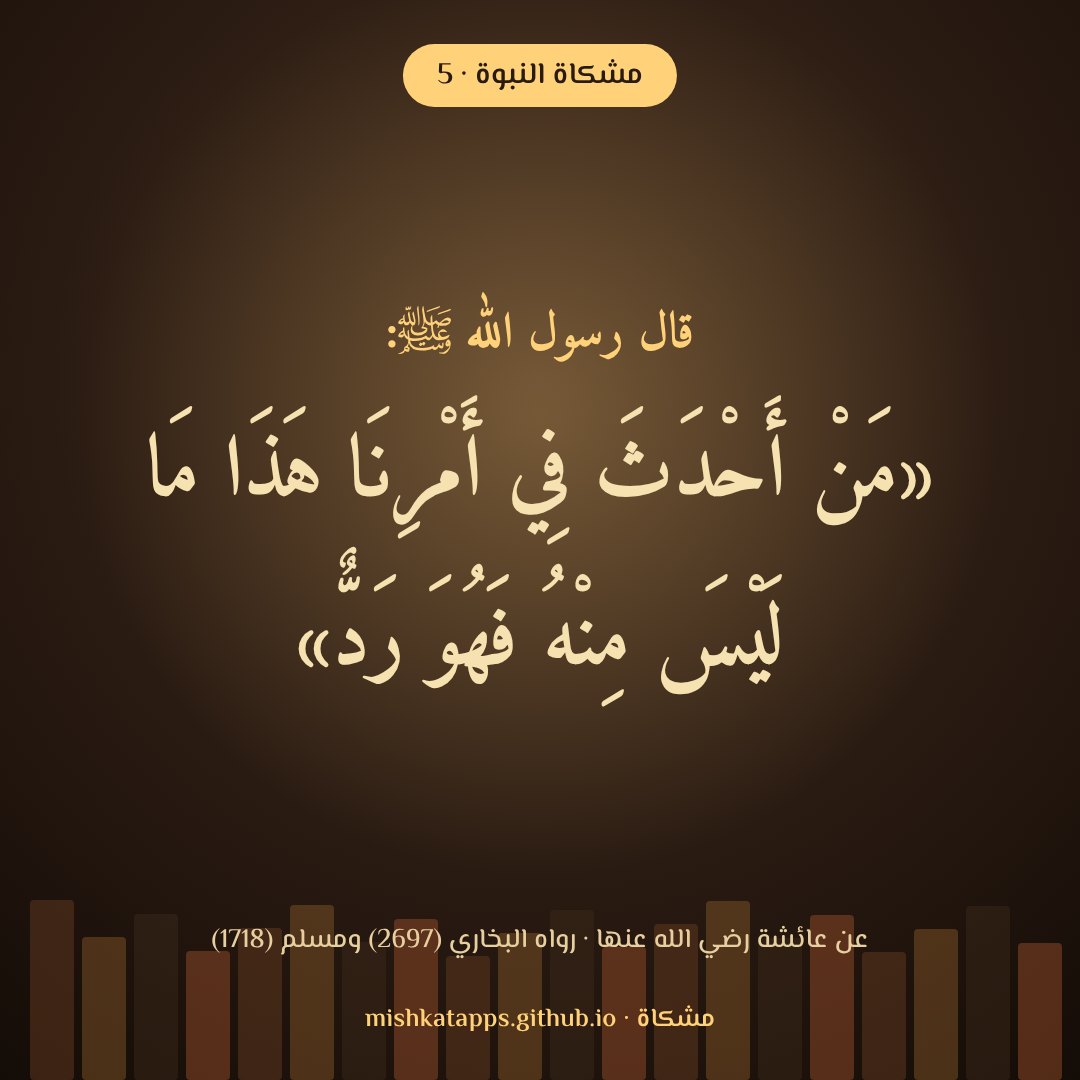 مشكاة النبوة · 5
قال رسول الله ﷺ:
«مَنْ أَحْدَثَ فِي أَمْرِنَا هَذَا مَا
لَيْسَ مِنْهُ فَهُوَ رَدٌّ»
عن عائشة رضي الله عنها · رواه البخاري (2697) ومسلم (1718)
مشكاة · mishkatapps.github.io